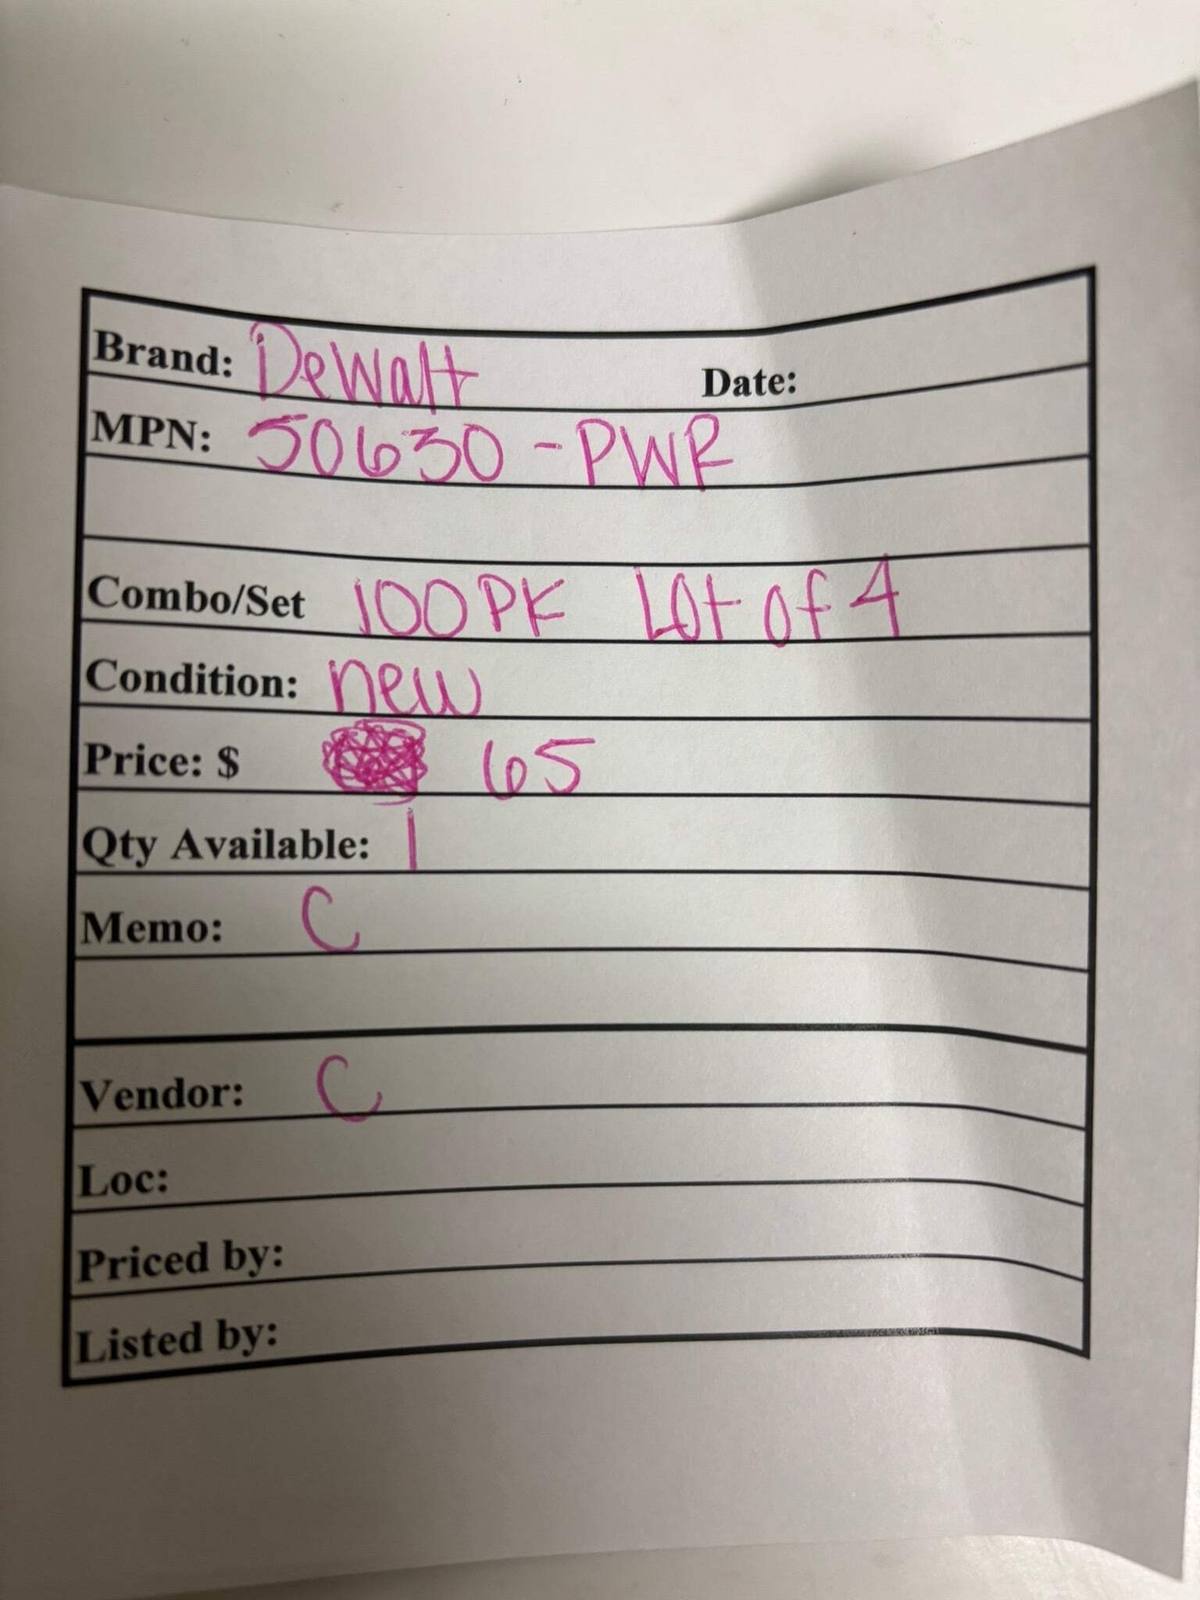 Brand: DeWalt Date:
MPN: 50630-PWR
Combo/Set 100PK Lot of 4
Condition: new
Price: $ 65
Qty Available: 1
Memo: C
Vendor: C
Loc:
Priced by:
Listed by: